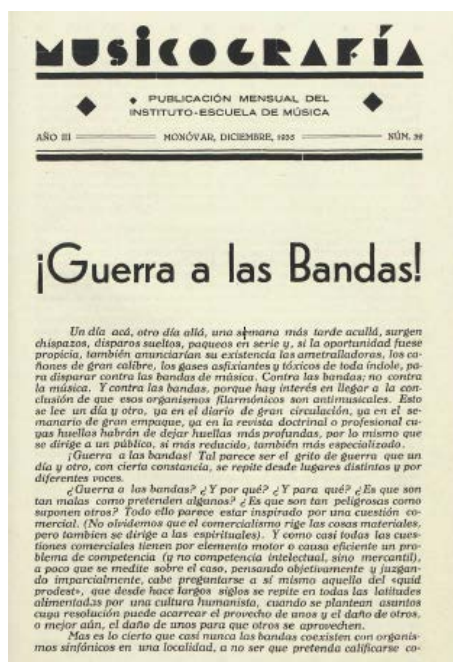 MUSICOGRAFÍA
PUBLICACIÓN MENSUAL DEL
INSTITUTO-ESCUELA DE MÚSICA
AÑO III MONÓVAR, DICIEMBRE, 1935 NÚM. 36
¡Guerra a las Bandas!
Un día acá, otro día allá, una semana más tarde acullá, surgen
chispazos, disparos sueltos, paqueos en serie y, si la oportunidad fuese
propicia, también anunciarían su existencia las ametralladoras, los ca-
ñones de gran calibre, los gases asfixiantes y tóxicos de toda índole, pa-
ra disparar contra las bandas de música. Contra las bandas; no contra
la música. Y contra las bandas, porque hay interés en llegar a la con-
clusión de que esos organismos filarmónicos son antimusicales. Esto
se lee un día y otro, ya en el diario de gran circulación, ya en el se-
manario de gran empaque, ya en la revista doctrinal o profesional cu-
yas huellas habrán de dejar huellas más profundas, por lo mismo que
se dirige a un público, si más reducido, también más especializado.
¡Guerra a las bandas! Tal parece ser el grito de guerra que un
día y otro, con cierta constancia, se repite desde lugares distintos y por
diferentes voces.
¿Guerra a las bandas? ¿Y por qué? ¿Y para qué? ¿Es que son
tan malas como pretenden algunos? ¿Es que son tan peligrosas como
suponen otros? Todo ello parece estar inspirado por una cuestión co-
mercial. (No olvidemos que el comercialismo rige las cosas materiales,
pero tambien se dirige a las espirituales). Y como casi todas las cues-
tiones comerciales tienen por elemento motor o causa eficiente un pro-
blema de competencia (y no competencia intelectual, sino mercantil),
a poco que se medite sobre el caso, pensando objetivamente y juzgan-
do imparcialmente, cabe preguntarse a sí mismo aquello del «quid
prodest», que desde hace largos siglos se repite en todas las latitudes
alimentadas por una cultura humanista, cuando se plantean asuntos
cuya resolución puede acarrear el provecho de unos y el daño de otros,
o mejor aún, el daño de unos para que otros se aprovechen.
Mas es lo cierto que casi nunca las bandas coexisten con organis-
mos sinfónicos en una localidad, a no ser que pretenda calificarse co-